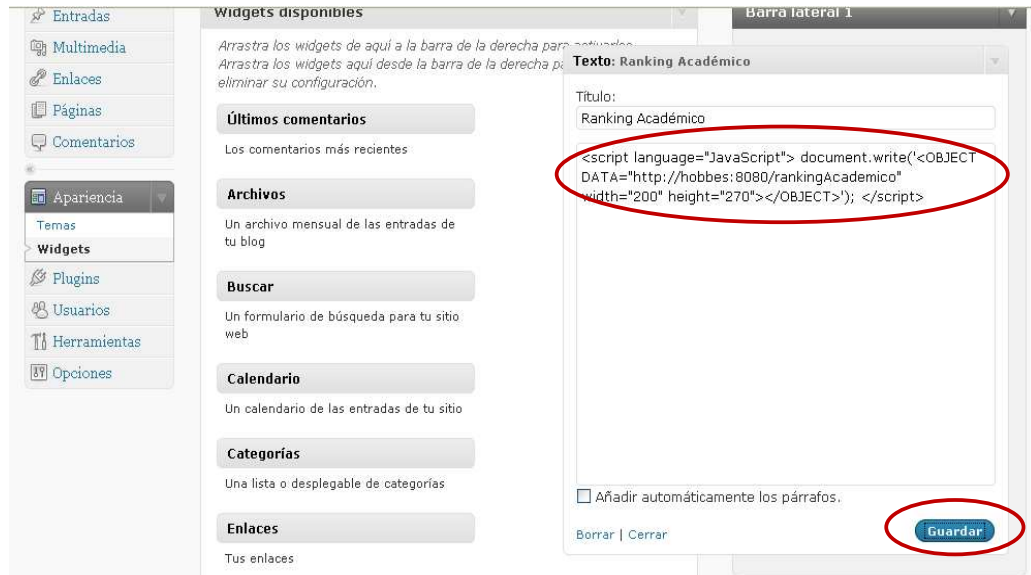 Entradas
Multimedia
Enlaces
Páginas
Comentarios
Apariencia
Temas
Widgets
Plugins
Usuarios
Herramientas
Opciones
Widgets disponibles
Arrastra los widgets de aquí a la barra de la derecha para activarlos.
Arrastra los widgets aquí desde la barra de la derecha pa
eliminar su configuración.
Últimos comentarios
Los comentarios más recientes
Archivos
Un archivo mensual de las entradas de
tu blog
Buscar
Un formulario de búsqueda para tu sitio
web
Calendario
Un calendario de las entradas de tu sitio
Categorías
Una lista o desplegable de categorías
Enlaces
Tus enlaces
Barra lateral 1
Texto: Ranking Académico
Título:
Ranking Académico
<script language="JavaScript"> document.write('<OBJECT
DATA="http://hobbes:8080/rankingAcademico"
width="200" height="270"></OBJECT>'); </script>
Añadir automáticamente los párrafos.
Borrar | Cerrar
Guardar